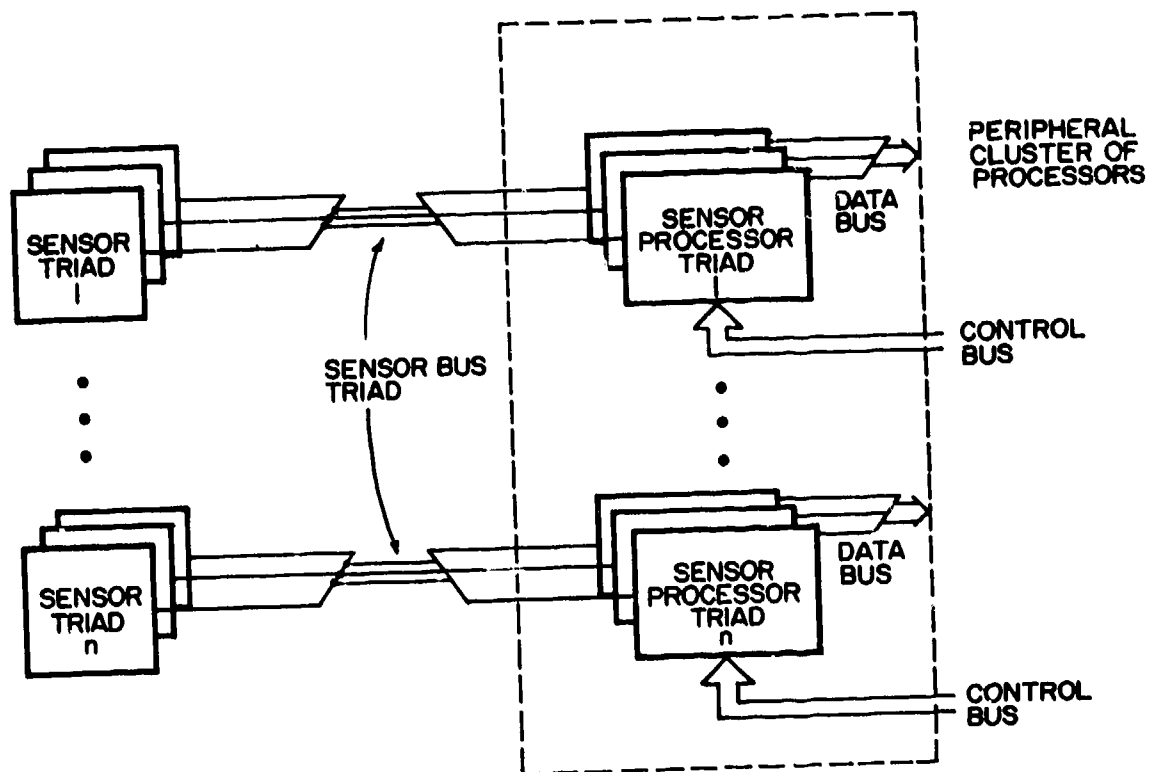 PERIPHERAL
CLUSTER OF
PROCESSORS
SENSOR
TRIAD
1
SENSOR
PROCESSOR
TRIAD
1
DATA
BUS
CONTROL
BUS
SENSOR BUS
TRIAD
SENSOR
TRIAD
n
SENSOR
PROCESSOR
TRIAD
n
DATA
BUS
CONTROL
BUS